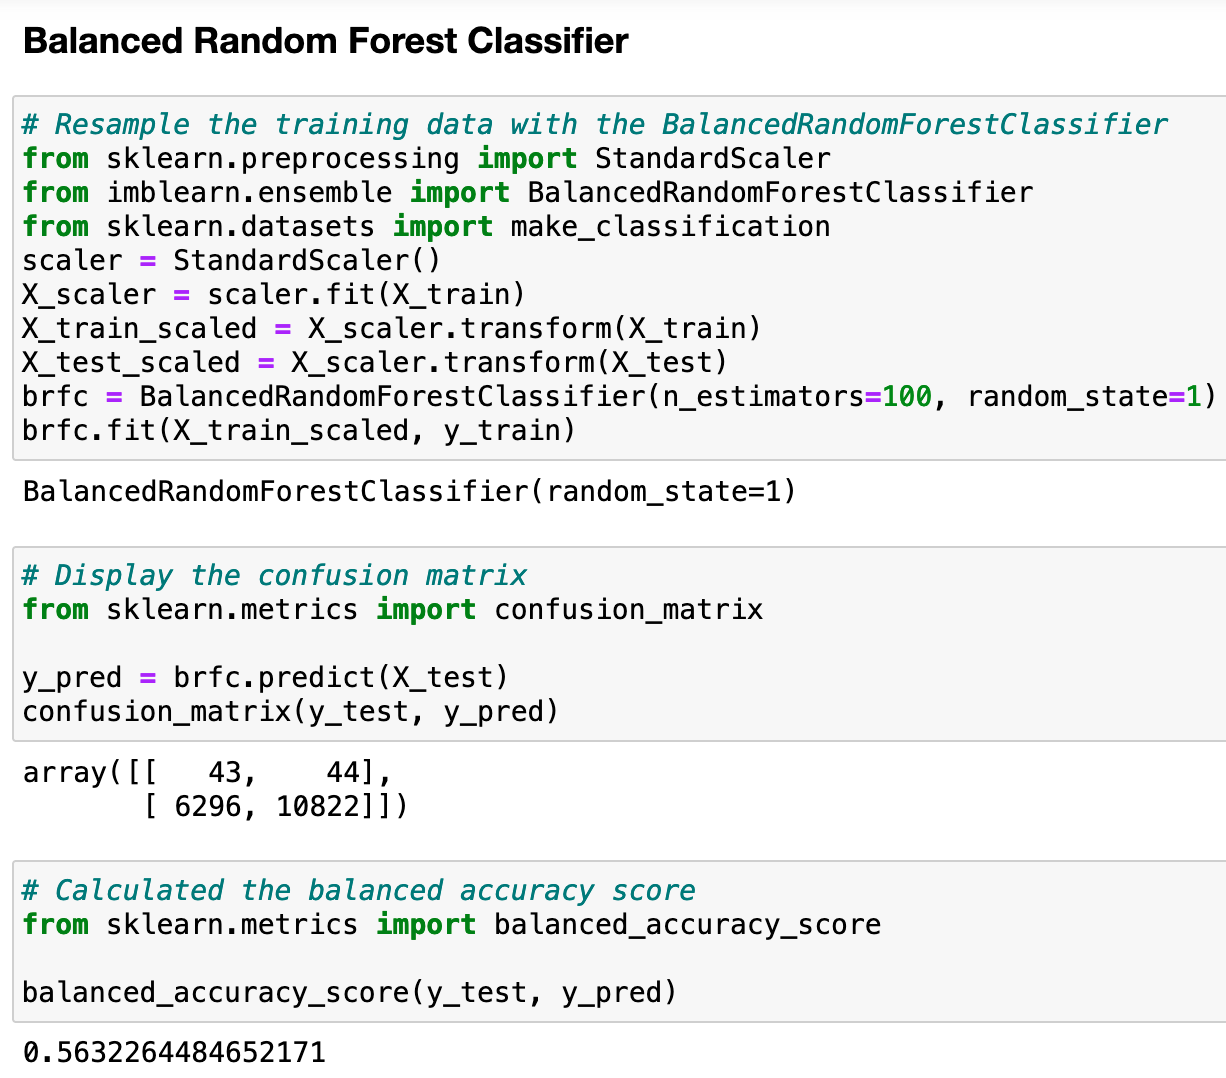 Balanced Random Forest Classifier
# Resample the training data with the BalancedRandomForestClassifier
from sklearn.preprocessing import StandardScaler
from imblearn.ensemble import BalancedRandomForestClassifier
from sklearn.datasets import make_classification
scaler = StandardScaler()
X_scaler = scaler.fit(X_train)
X_train_scaled = X_scaler.transform(X_train)
X_test_scaled = X_scaler.transform(X_test)
brfc = BalancedRandomForestClassifier(n_estimators=100, random_state=1)
brfc.fit(X_train_scaled, y_train)
BalancedRandomForestClassifier(random_state=1)
# Display the confusion matrix
from sklearn.metrics import confusion_matrix
y_pred = brfc.predict(X_test)
confusion_matrix(y_test, y_pred)
array([[   43,    44],
       [ 6296, 10822]])
# Calculated the balanced accuracy score
from sklearn.metrics import balanced_accuracy_score
balanced_accuracy_score(y_test, y_pred)
0.5632264484652171